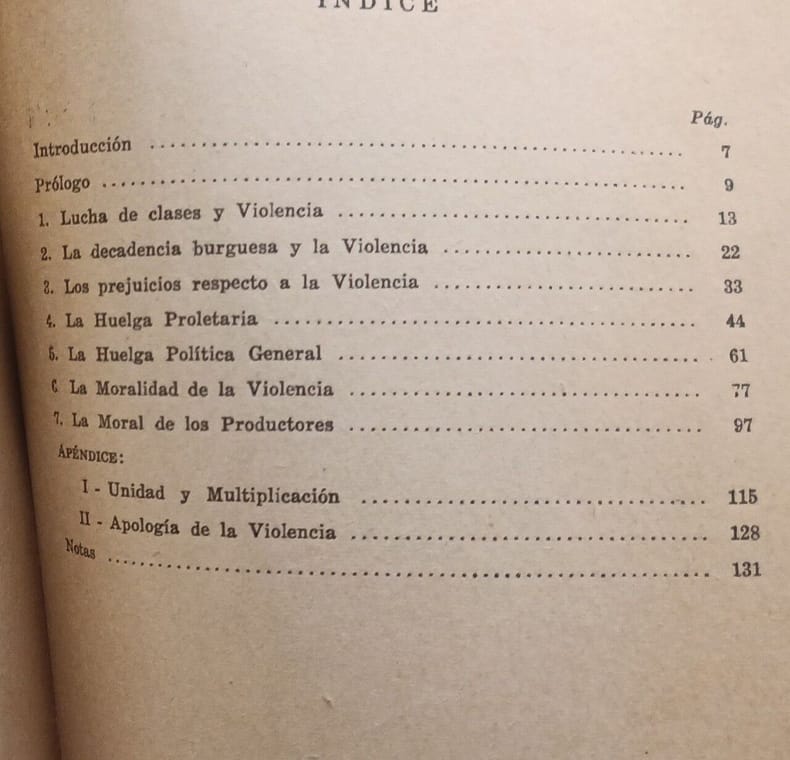 INDICE
Pág.
Introducción ........ 7
Prólogo ........ 9
1. Lucha de clases y Violencia ........ 13
2. La decadencia burguesa y la Violencia ........ 22
3. Los prejuicios respecto a la Violencia ........ 33
4. La Huelga Proletaria ........ 44
5. La Huelga Política General ........ 61
6. La Moralidad de la Violencia ........ 77
7. La Moral de los Productores ........ 97
APÉNDICE:
I - Unidad y Multiplicación ........ 115
II - Apología de la Violencia ........ 128
Notas ........ 131